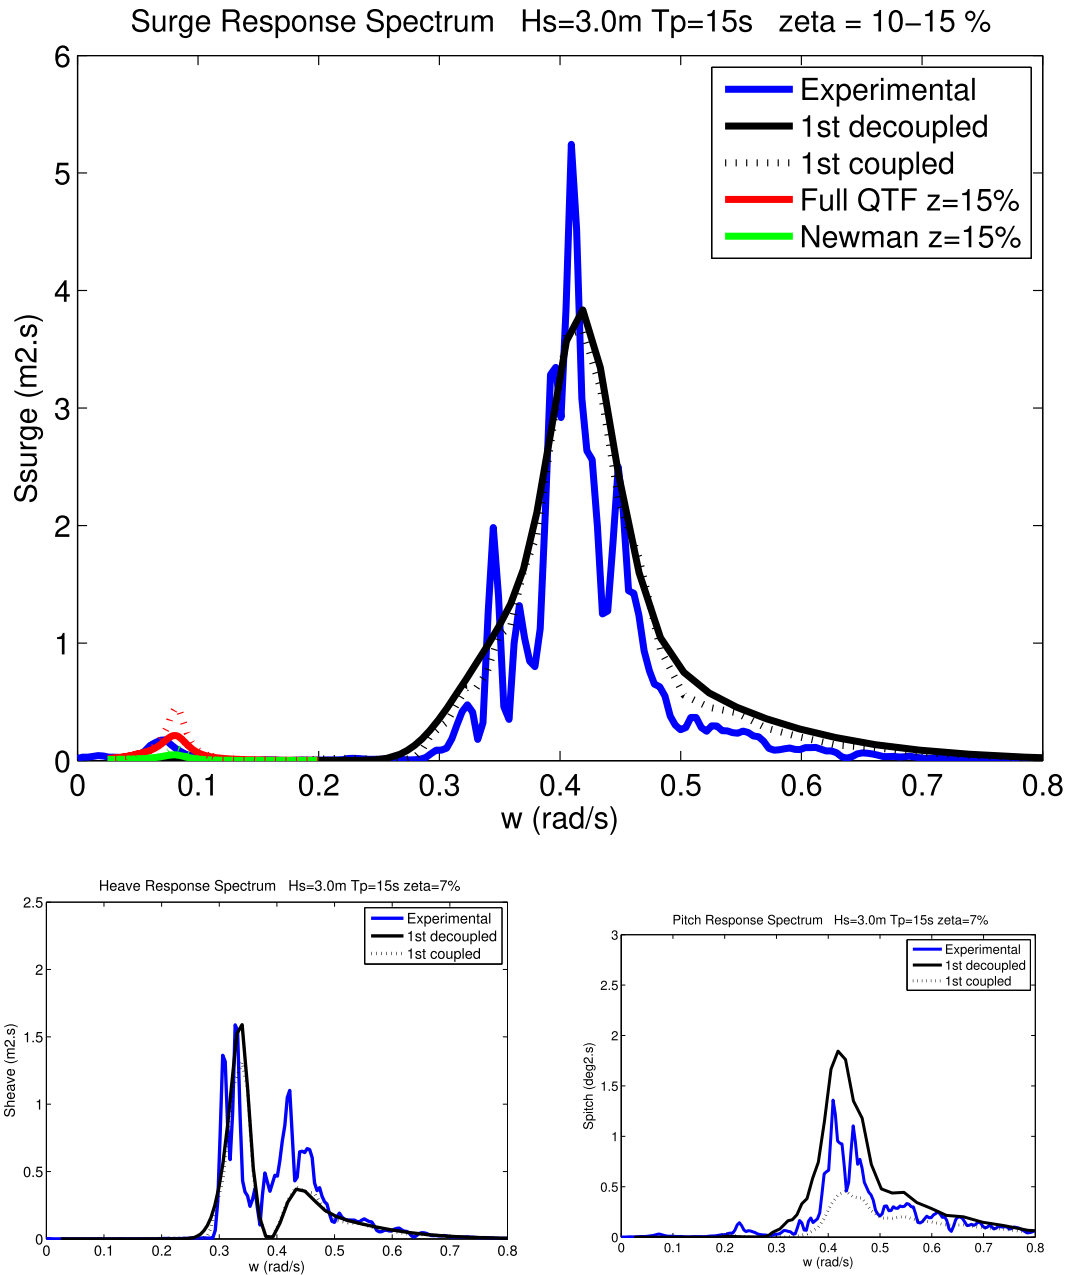 Surge Response Spectrum Hs=3.0m Tp=15s zeta = 10−15 %
Experimental
1st decoupled
1st coupled
Full QTF z=15%
Newman z=15%
6
5
4
3
2
1
0
Ssurge (m2.s)
0 0.1 0.2 0.3 0.4 0.5 0.6 0.7 0.8
w (rad/s)
Heave Response Spectrum Hs=3.0m Tp=15s zeta=7%
Experimental
1st decoupled
1st coupled
2.5
2
1.5
1
0.5
0
Sheave (m2.s)
0 0.1 0.2 0.3 0.4 0.5 0.6 0.7 0.8
w (rad/s)
Pitch Response Spectrum Hs=3.0m Tp=15s zeta=7%
Experimental
1st decoupled
1st coupled
3
2.5
2
1.5
1
0.5
0
Spitch (deg2.s)
0 0.1 0.2 0.3 0.4 0.5 0.6 0.7 0.8
w (rad/s)